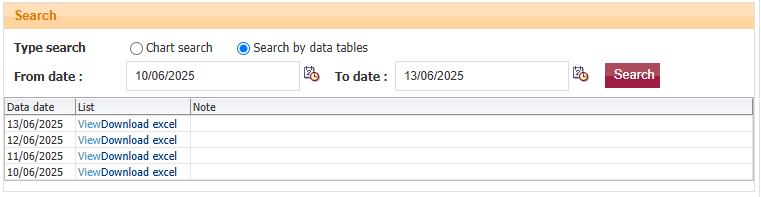 Search
Type search Chart search Search by data tables
From date : 10/06/2025 To date : 13/06/2025 Search
Data date List Note
13/06/2025 ViewDownload excel
12/06/2025 ViewDownload excel
11/06/2025 ViewDownload excel
10/06/2025 ViewDownload excel